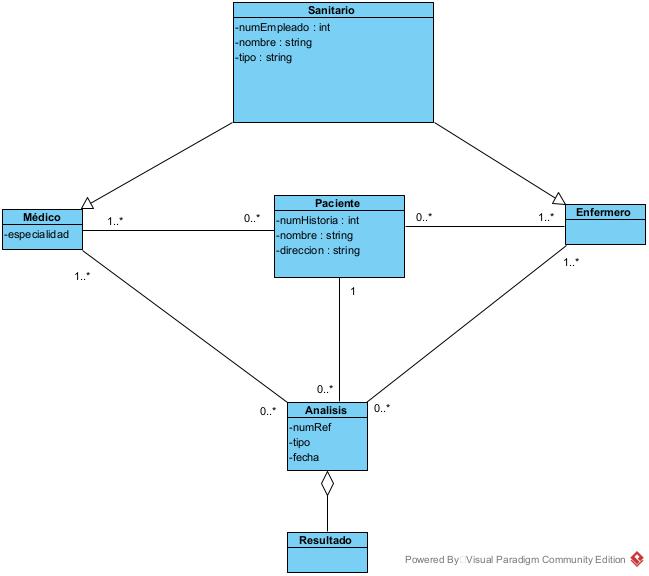 Sanitario
-numEmpleado : int
-nombre : string
-tipo : string
Médico
-especialidad
1..*
0..*
Paciente
-numHistoria : int
-nombre : string
-direccion : string
0..*
1..*
Enfermero
1..*
1
1..*
0..*
0..*
0..*
Analisis
-numRef
-tipo
-fecha
Resultado
Powered By Visual Paradigm Community Edition